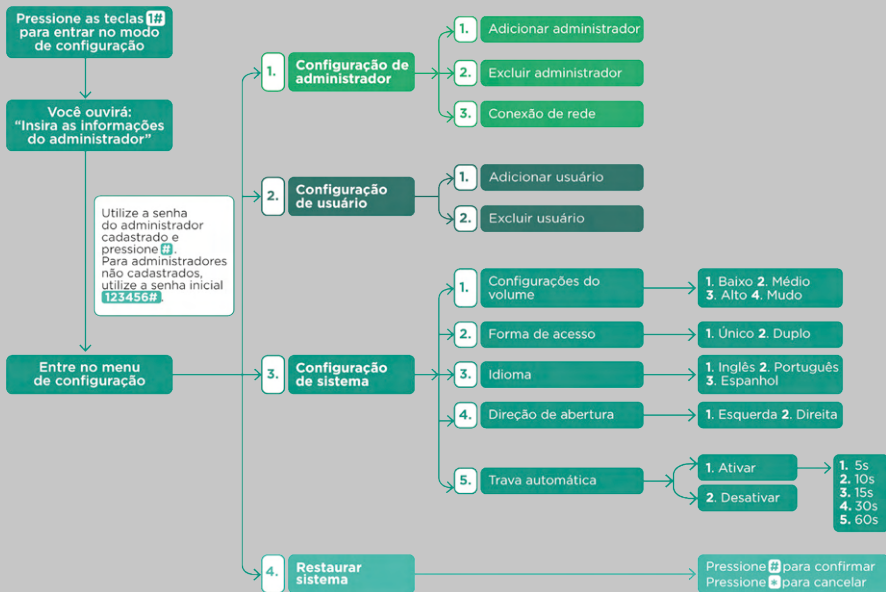 Pressione as teclas 1#
para entrar no modo
de configuração
Você ouvirá:
“Insira as informações
do administrador”
Utilize a senha
do administrador
cadastrado e
pressione #.
Para administradores
não cadastrados,
utilize a senha inicial
123456#.
Entre no menu
de configuração
1. Configuração de
administrador
1. Adicionar administrador
2. Excluir administrador
3. Conexão de rede
2. Configuração
de usuário
1. Adicionar usuário
2. Excluir usuário
3. Configuração
de sistema
1. Configurações do
volume
1. Baixo 2. Médio
3. Alto 4. Mudo
2. Forma de acesso
1. Único 2. Duplo
3. Idioma
1. Inglês 2. Português
3. Espanhol
4. Direção de abertura
1. Esquerda 2. Direita
5. Trava automática
1. Ativar
2. Desativar
1. 5s
2. 10s
3. 15s
4. 30s
5. 60s
4. Restaurar
sistema
Pressione # para confirmar
Pressione * para cancelar